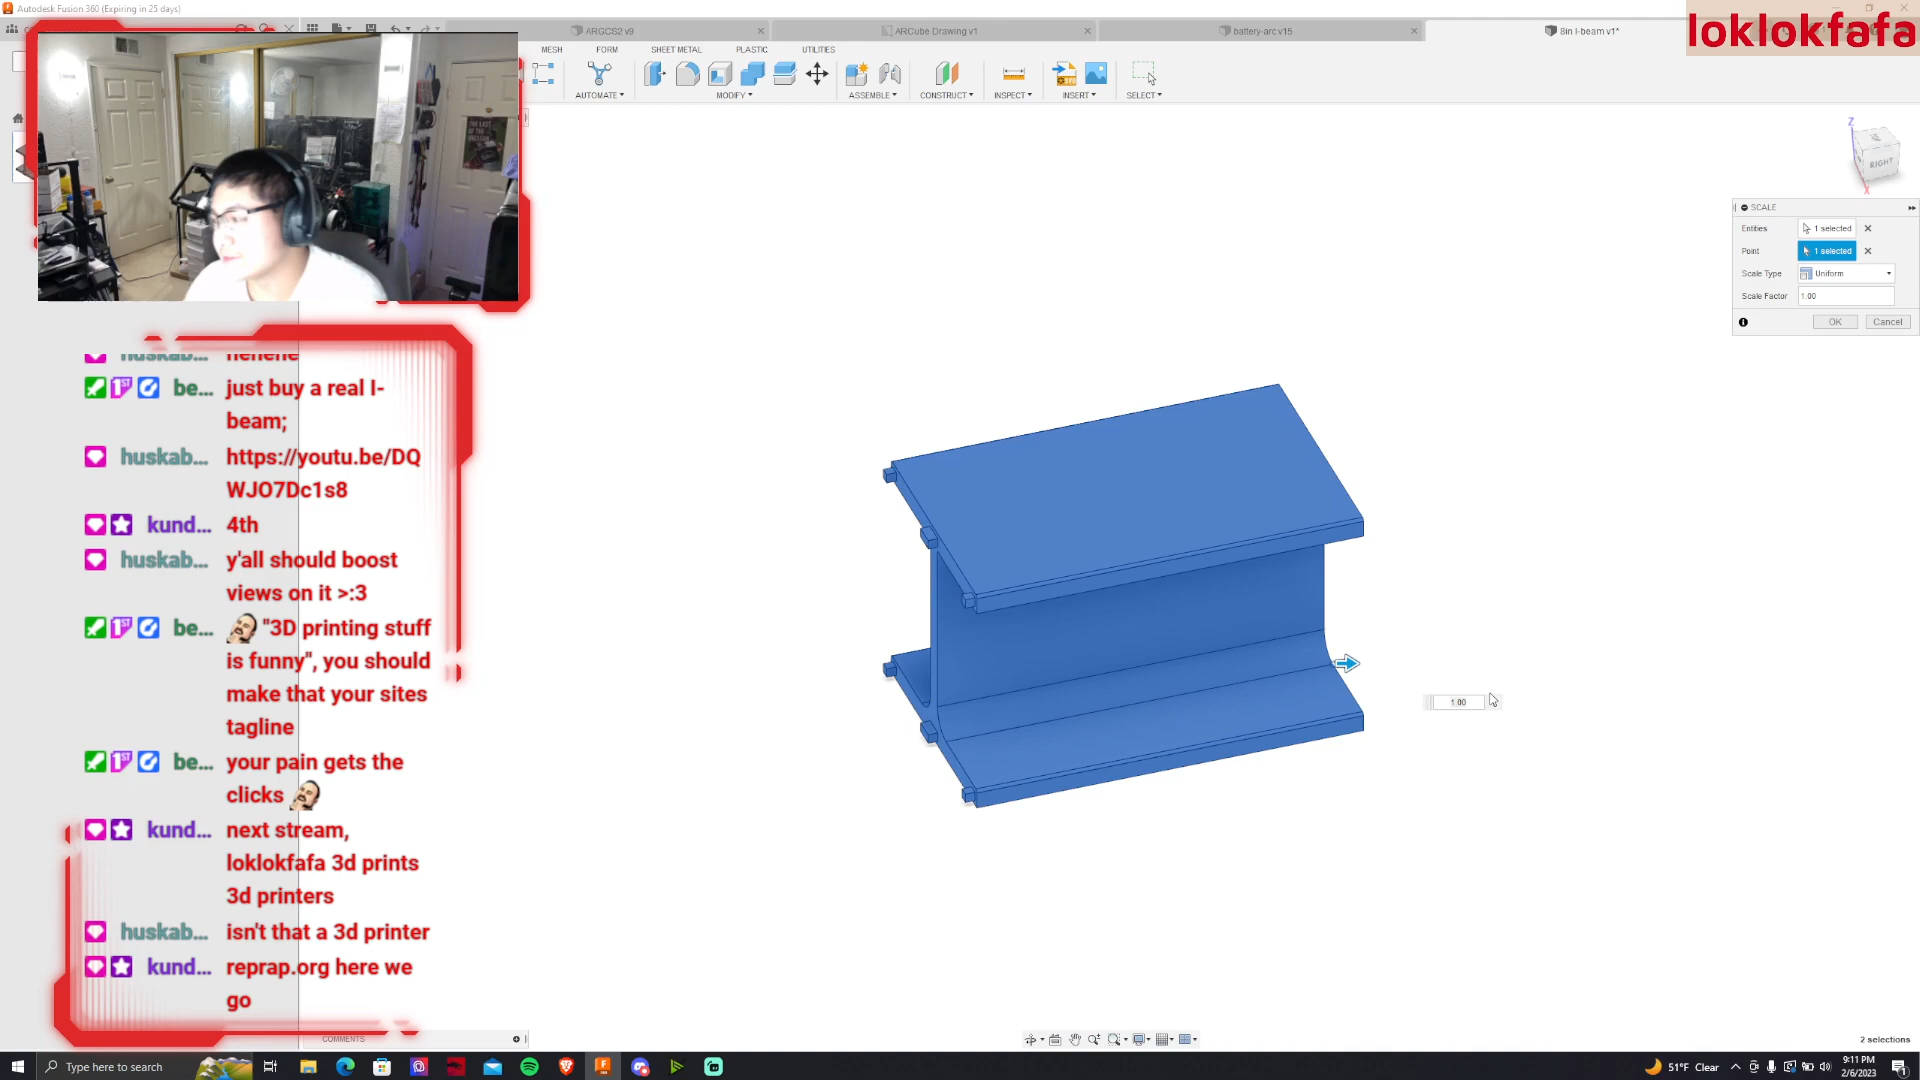 Autodesk Fusion 360 (Expiring in 25 days)
ARGCS2 v9
ARCube Drawing v1
battery-arc v15
8in I-beam v1*
loklokfafa
MESH
FORM
SHEET METAL
PLASTIC
UTILITIES
AUTOMATE
MODIFY
ASSEMBLE
CONSTRUCT
INSPECT
INSERT
SELECT
Z
RIGHT
X
SCALE
Entities
1 selected
Point
1 selected
Scale Type
Uniform
Scale Factor
1.00
OK
Cancel
huskab... hehehe
be... just buy a real I-
beam;
huskab... https://youtu.be/DQ
WJO7Dc1s8
kund... 4th
huskab... y'all should boost
views on it >:3
be... "3D printing stuff
is funny", you should
make that your sites
tagline
be... your pain gets the
clicks
kund... next stream,
loklokfafa 3d prints
3d printers
huskab... isn't that a 3d printer
kund... reprap.org here we
go
1.00
COMMENTS
2 selections
Type here to search
51°F Clear
9:11 PM
2/6/2023